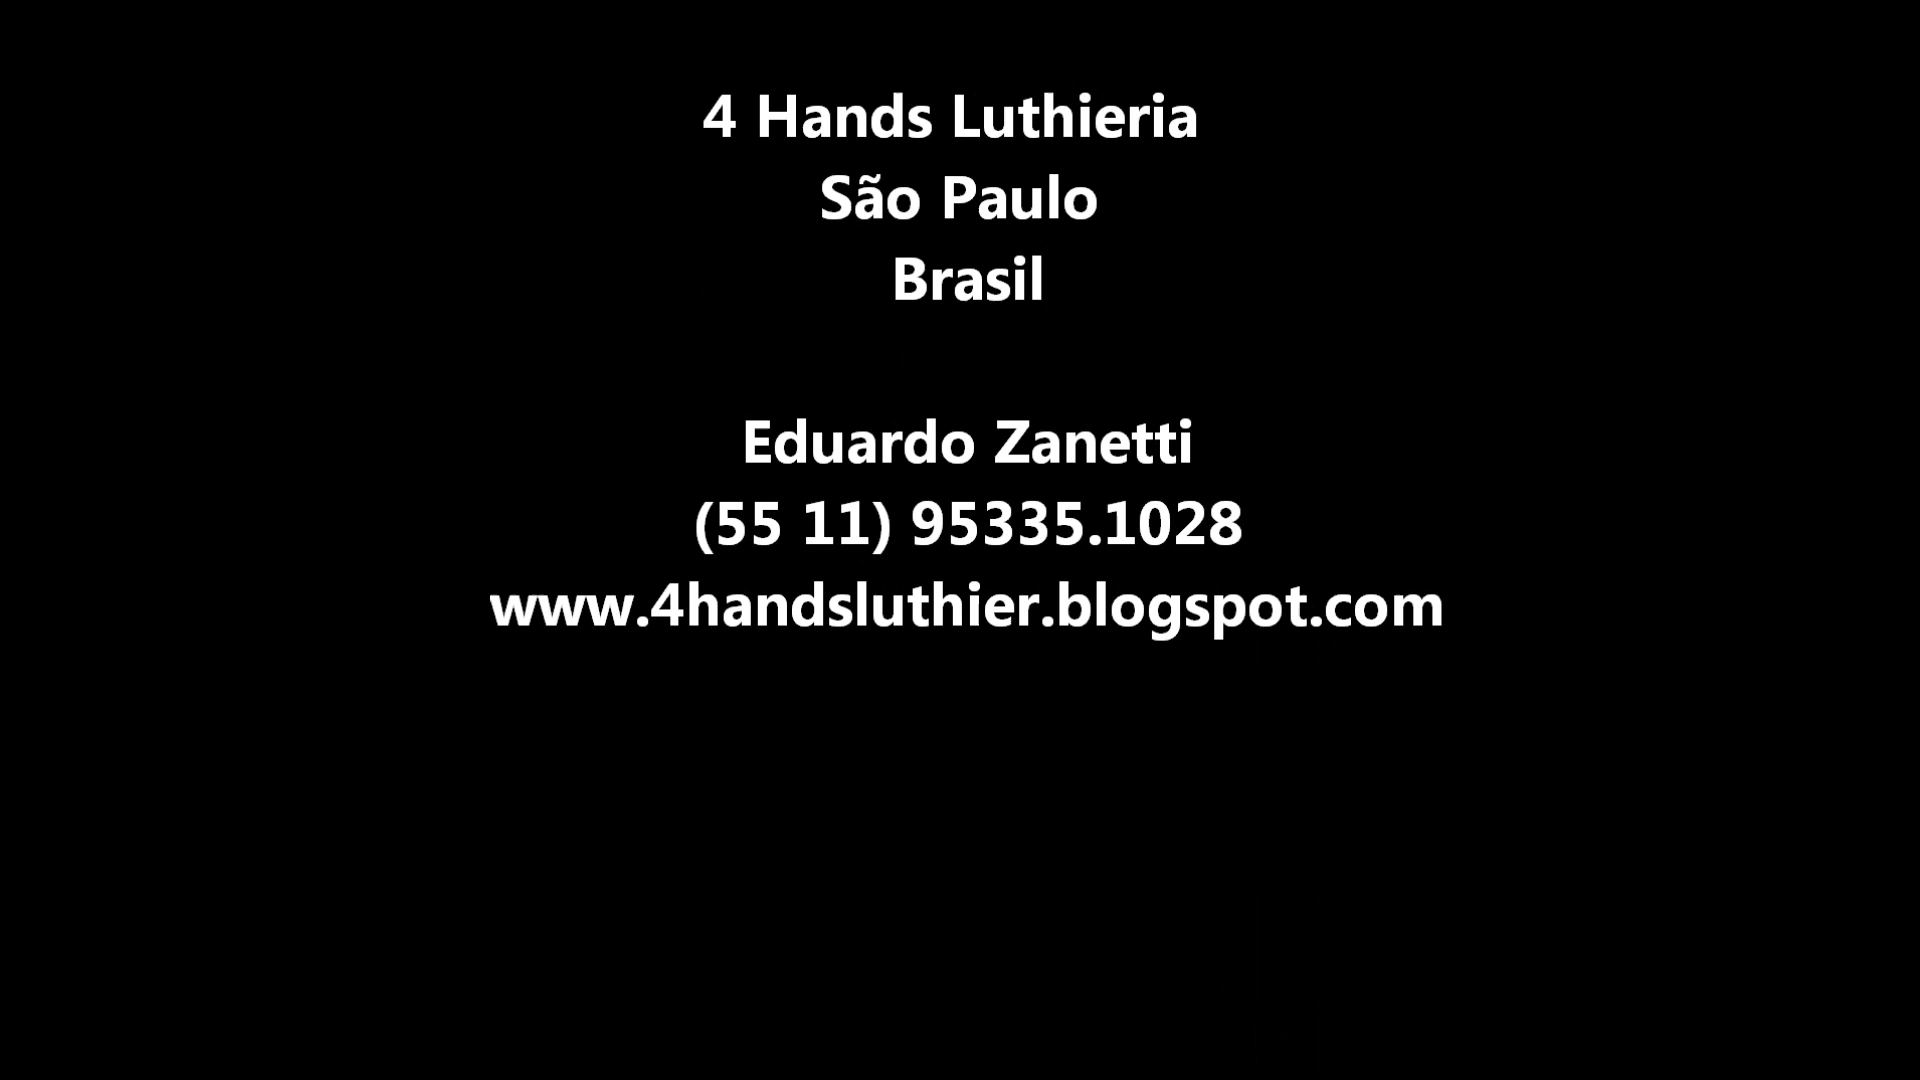 4 Hands Luthieria
São Paulo
Brasil
Eduardo Zanetti
(55 11) 95335.1028
www.4handsluthier.blogspot.com